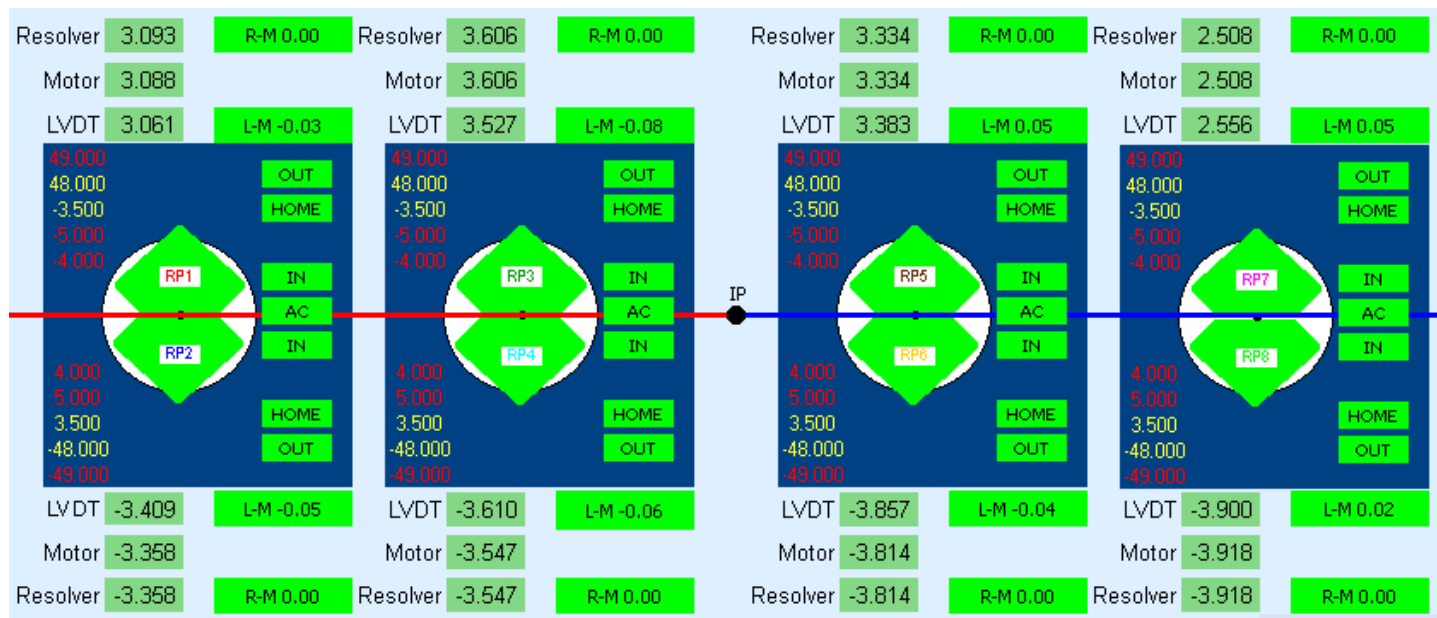 Resolver 3.093 R-M 0.00 Resolver 3.606 R-M 0.00 Resolver 3.334 R-M 0.00 Resolver 2.508 R-M 0.00
Motor 3.088 Motor 3.606 Motor 3.334 Motor 2.508
LVDT 3.061 L-M -0.03 LVDT 3.527 L-M -0.08 LVDT 3.383 L-M 0.05 LVDT 2.556 L-M 0.05
49.000 49.000 49.000 49.000
48.000 OUT 48.000 OUT 48.000 OUT 48.000 OUT
-3.500 HOME -3.500 HOME -3.500 HOME -3.500 HOME
-5.000 -5.000 -5.000 -5.000
-4.000 -4.000 -4.000 -4.000
RP1 IN RP3 IN RP5 IN RP7 IN
IP
AC AC AC AC
RP2 IN RP4 IN RP6 IN RP8 IN
4.000 4.000 4.000 4.000
5.000 5.000 5.000 5.000
3.500 HOME 3.500 HOME 3.500 HOME 3.500 HOME
-48.000 OUT -48.000 OUT -48.000 OUT -48.000 OUT
-49.000 -49.000 -49.000 -49.000
LVDT -3.409 L-M -0.05 LVDT -3.610 L-M -0.06 LVDT -3.857 L-M -0.04 LVDT -3.900 L-M 0.02
Motor -3.358 Motor -3.547 Motor -3.814 Motor -3.918
Resolver -3.358 R-M 0.00 Resolver -3.547 R-M 0.00 Resolver -3.814 R-M 0.00 Resolver -3.918 R-M 0.00